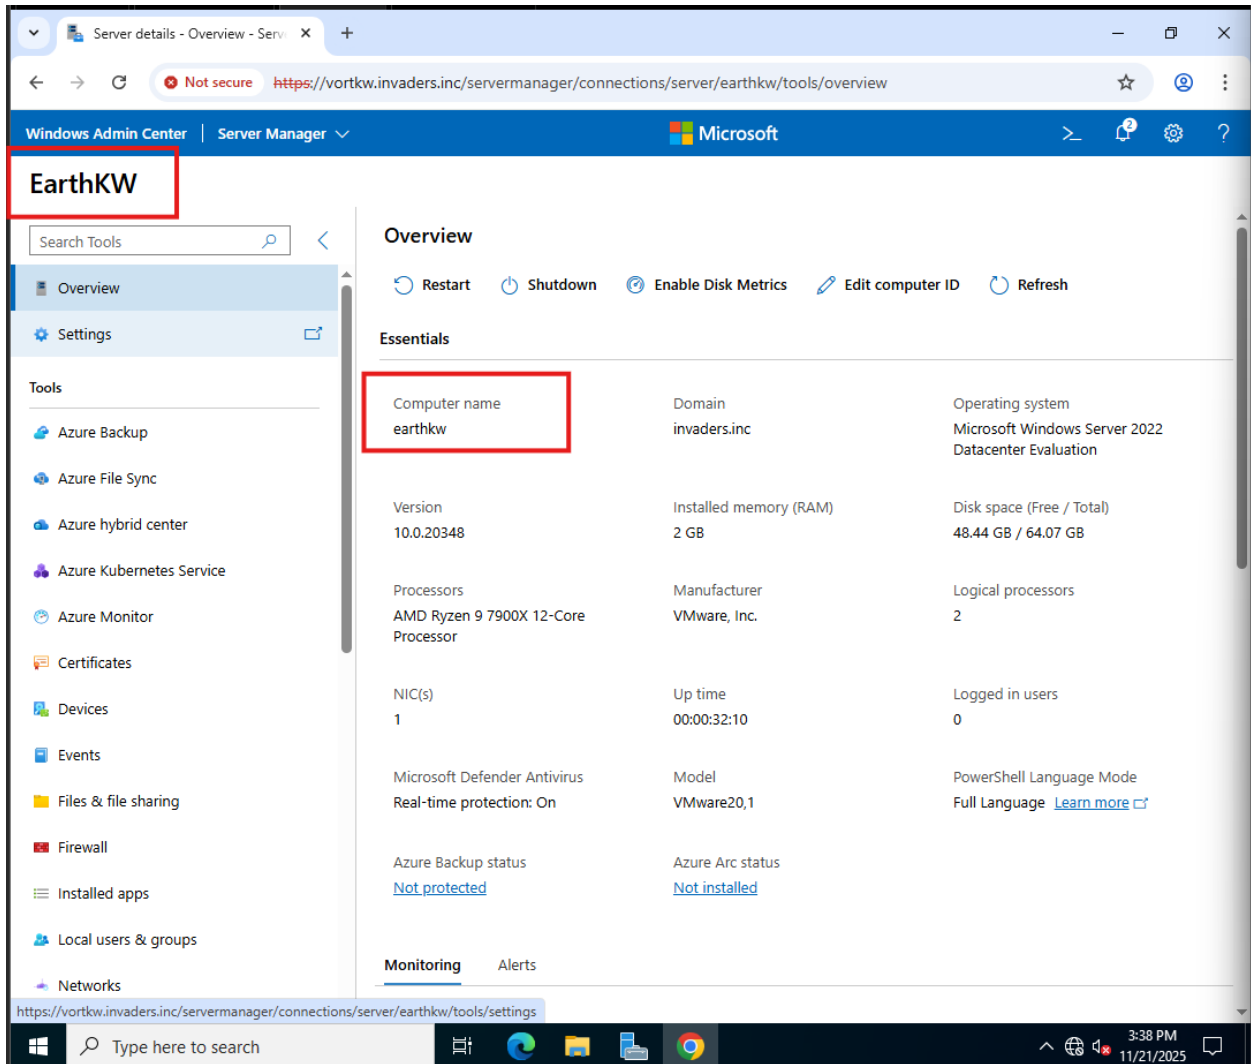 Server details - Overview - Serv
Not secure https://vortkw.invaders.inc/servermanager/connections/server/earthkw/tools/overview
Windows Admin Center | Server Manager
Microsoft
2
?
EarthKW
Search Tools
Overview
Settings
Tools
Azure Backup
Azure File Sync
Azure hybrid center
Azure Kubernetes Service
Azure Monitor
Certificates
Devices
Events
Files & file sharing
Firewall
Installed apps
Local users & groups
Networks
Overview
Restart Shutdown Enable Disk Metrics Edit computer ID Refresh
Essentials
Computer name
earthkw
Domain
invaders.inc
Operating system
Microsoft Windows Server 2022
Datacenter Evaluation
Version
10.0.20348
Installed memory (RAM)
2 GB
Disk space (Free / Total)
48.44 GB / 64.07 GB
Processors
AMD Ryzen 9 7900X 12-Core
Processor
Manufacturer
VMware, Inc.
Logical processors
2
NIC(s)
1
Up time
00:00:32:10
Logged in users
0
Microsoft Defender Antivirus
Real-time protection: On
Model
VMware20,1
PowerShell Language Mode
Full Language Learn more
Azure Backup status
Not protected
Azure Arc status
Not installed
Monitoring Alerts
https://vortkw.invaders.inc/servermanager/connections/server/earthkw/tools/settings
Type here to search
3:38 PM
11/21/2025